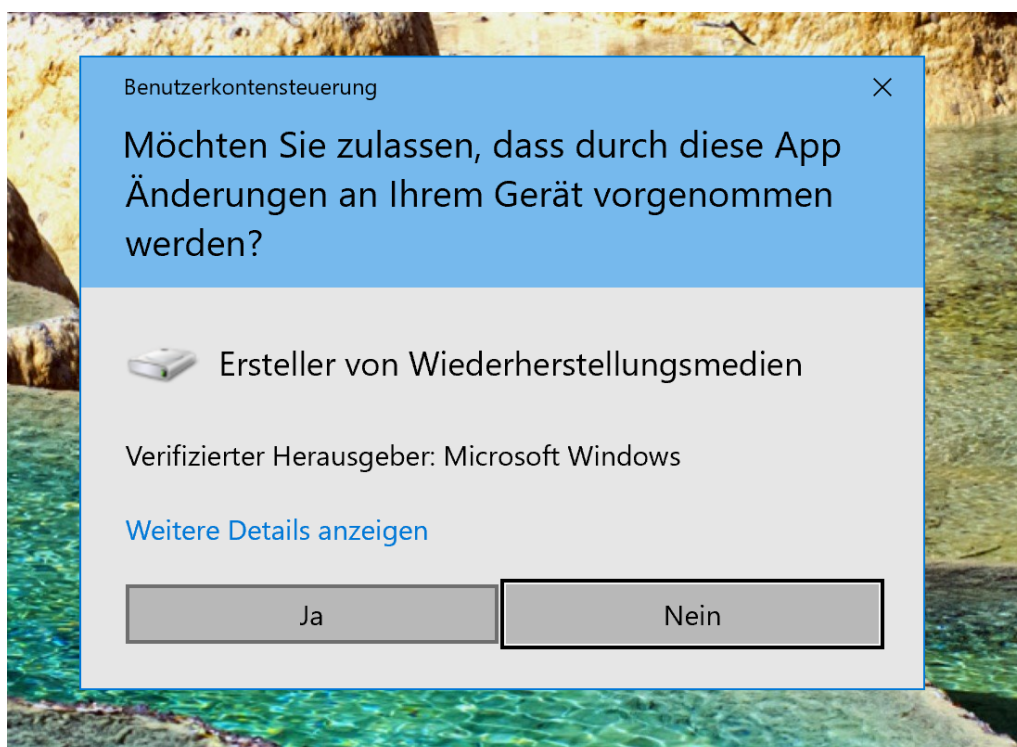 Benutzerkontensteuerung
Möchten Sie zulassen, dass durch diese App
Änderungen an Ihrem Gerät vorgenommen
werden?
Ersteller von Wiederherstellungsmedien
Verifizierter Herausgeber: Microsoft Windows
Weitere Details anzeigen
Ja
Nein